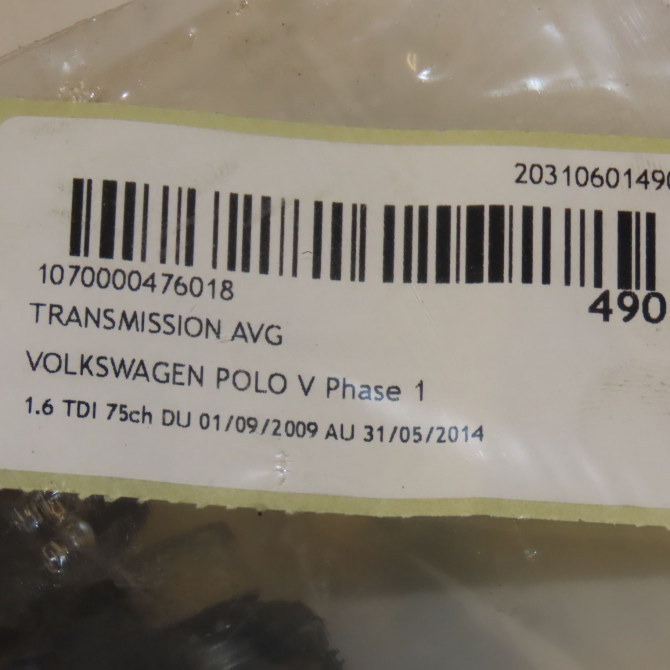 20310601490
1070000476018
490
TRANSMISSION AVG
VOLKSWAGEN POLO V Phase 1
1.6 TDI 75ch DU 01/09/2009 AU 31/05/2014